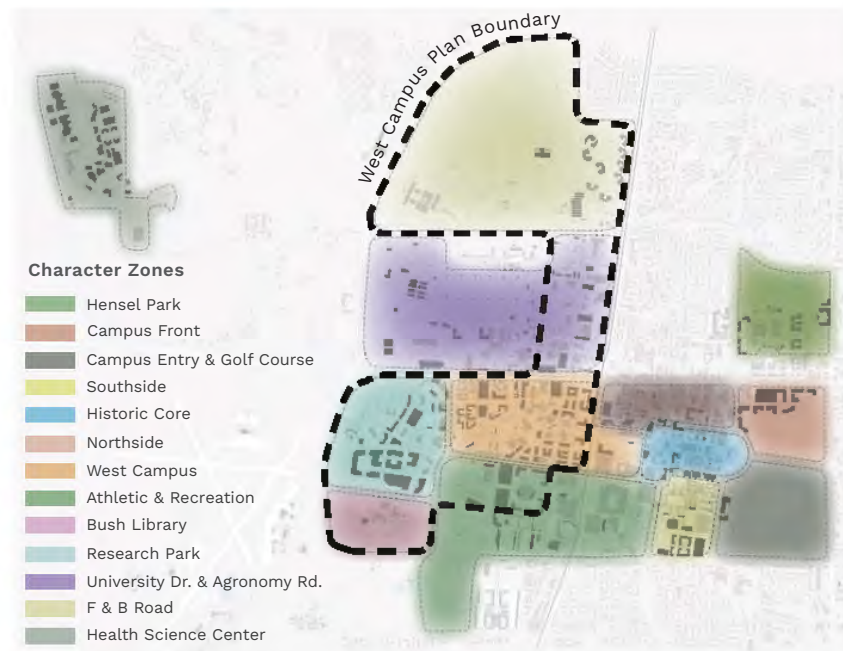 West Campus Plan Boundary
Character Zones
Hensel Park
Campus Front
Campus Entry & Golf Course
Southside
Historic Core
Northside
West Campus
Athletic & Recreation
Bush Library
Research Park
University Dr. & Agronomy Rd.
F & B Road
Health Science Center